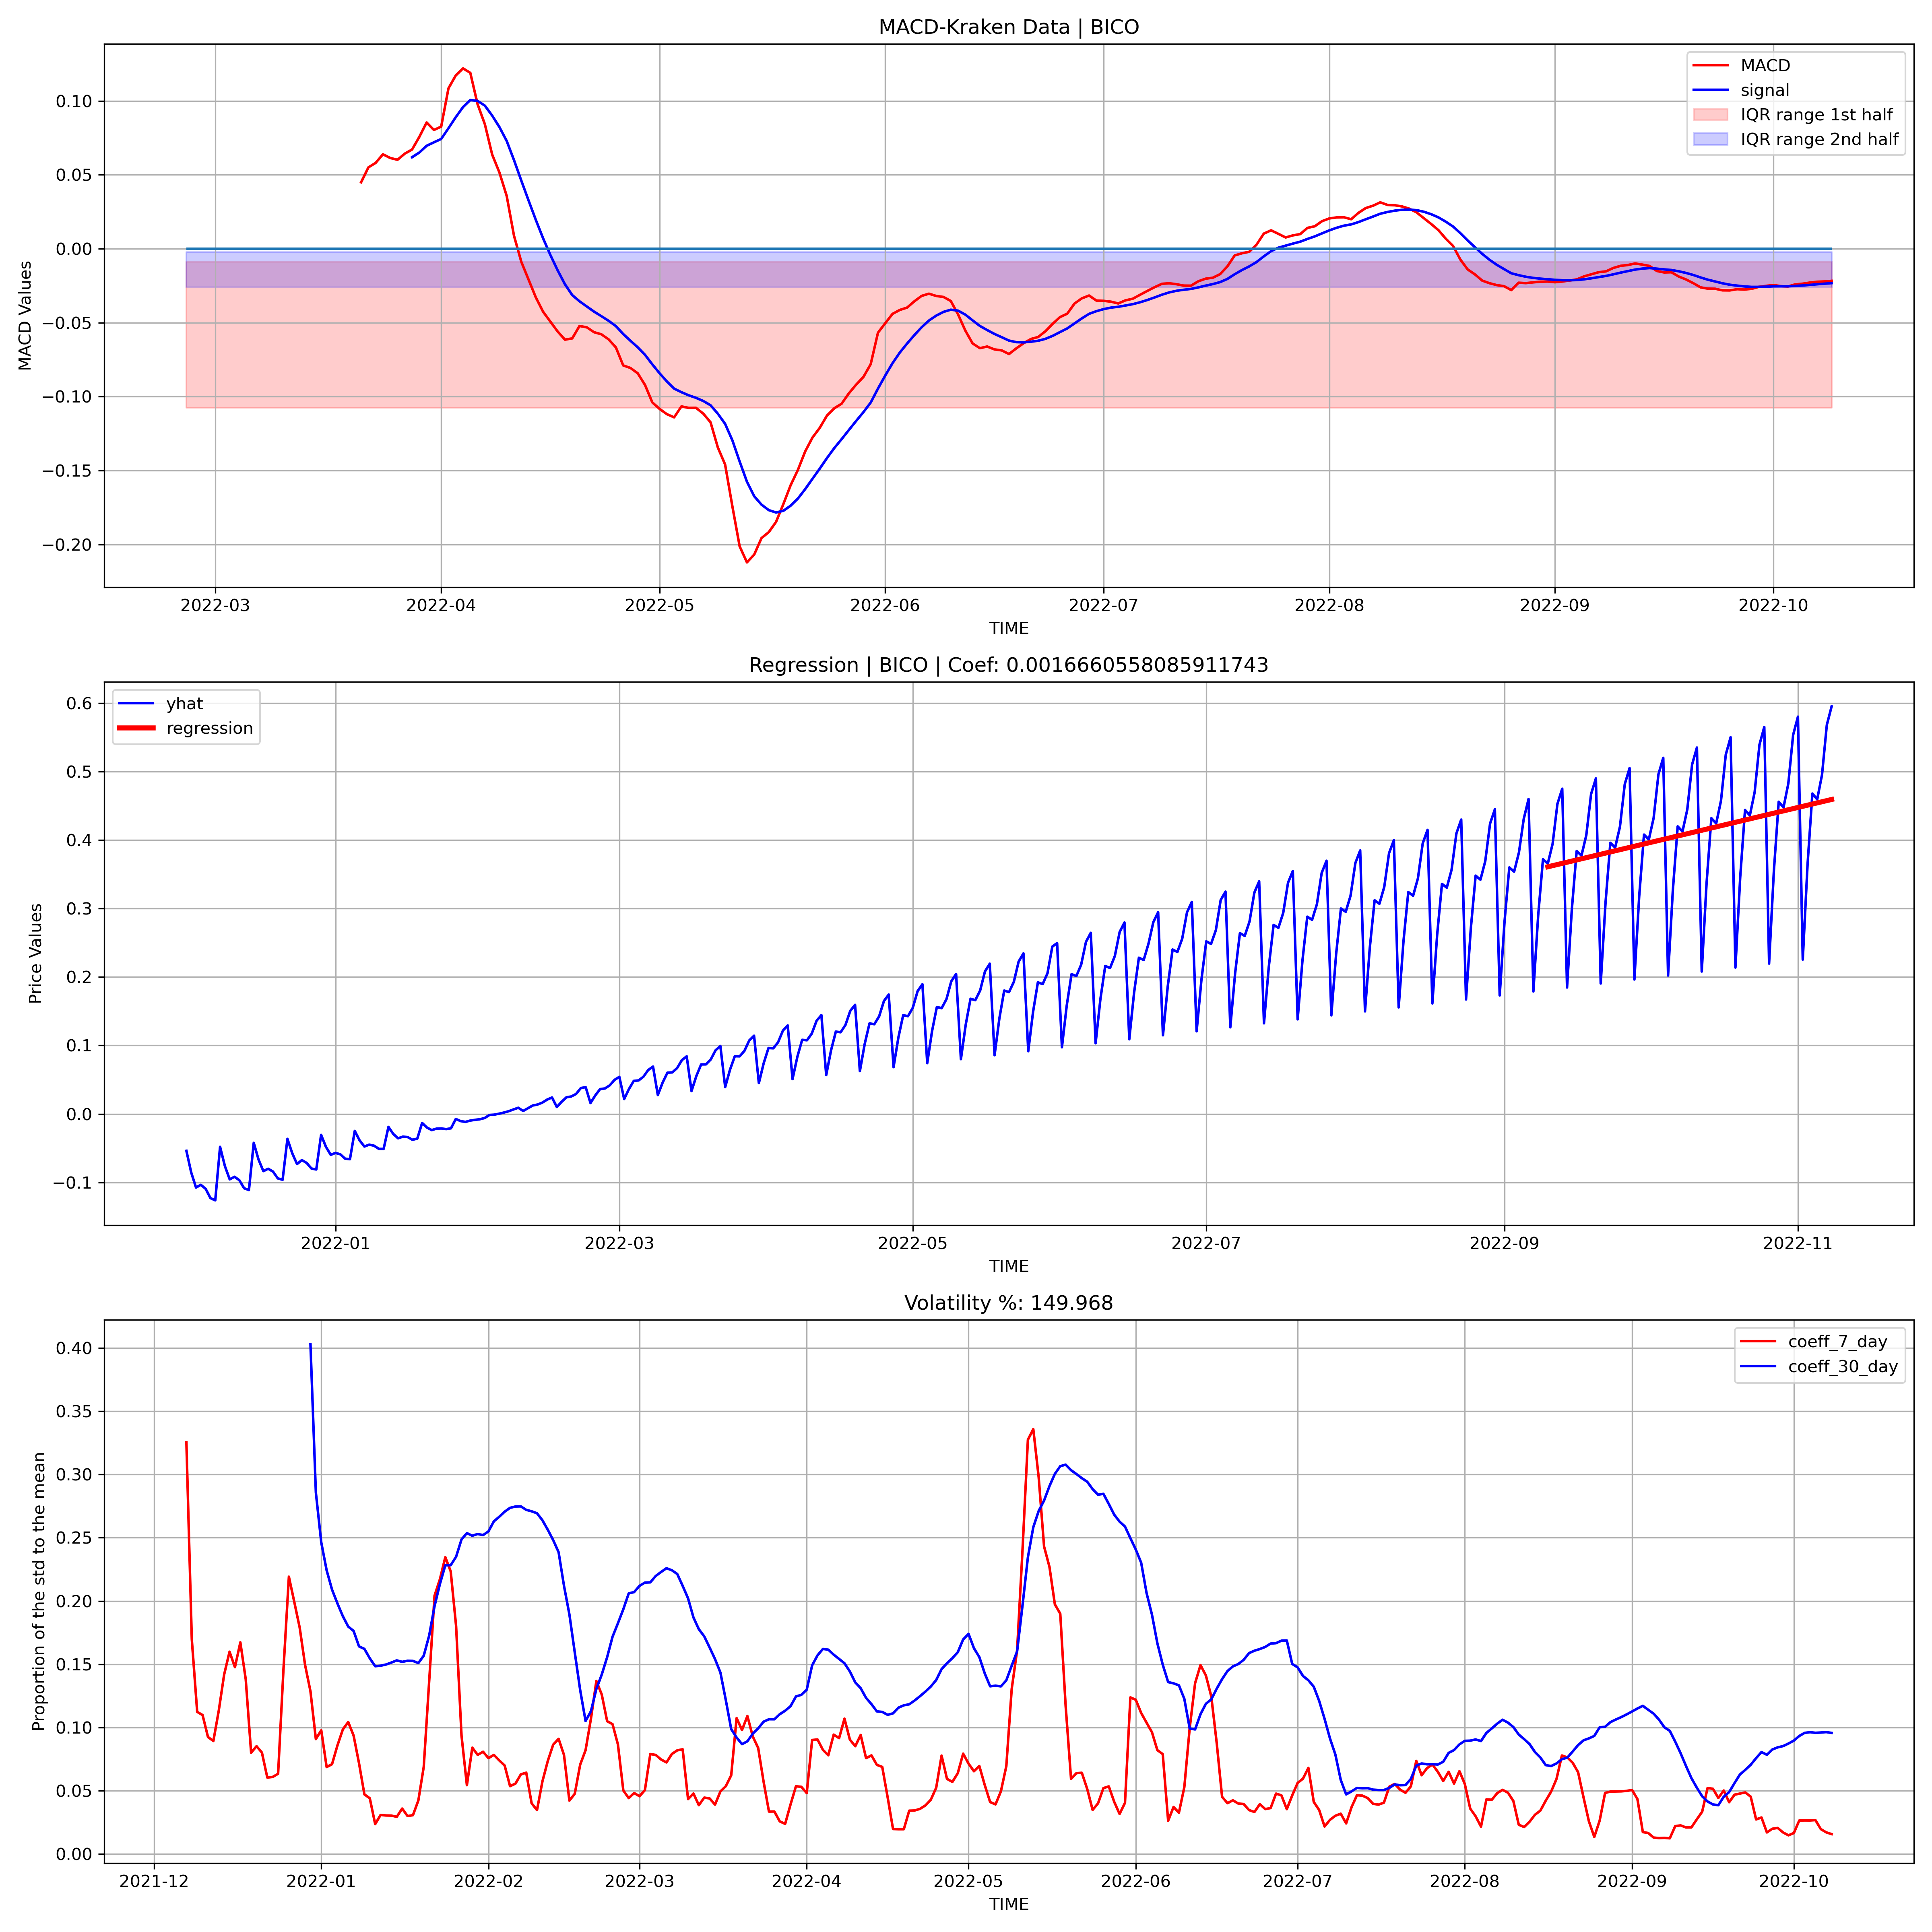 MACD-Kraken Data | BICO
MACD
signal
IQR range 1st half
IQR range 2nd half
0.10
0.05
0.00
−0.05
−0.10
−0.15
−0.20
MACD Values
2022-03 2022-04 2022-05 2022-06 2022-07 2022-08 2022-09 2022-10
TIME
Regression | BICO | Coef: 0.0016660558085911743
yhat
regression
0.6
0.5
0.4
0.3
0.2
0.1
0.0
−0.1
Price Values
2022-01 2022-03 2022-05 2022-07 2022-09 2022-11
TIME
Volatility %: 149.968
coeff_7_day
coeff_30_day
0.40
0.35
0.30
0.25
0.20
0.15
0.10
0.05
0.00
Proportion of the std to the mean
2021-12 2022-01 2022-02 2022-03 2022-04 2022-05 2022-06 2022-07 2022-08 2022-09 2022-10
TIME